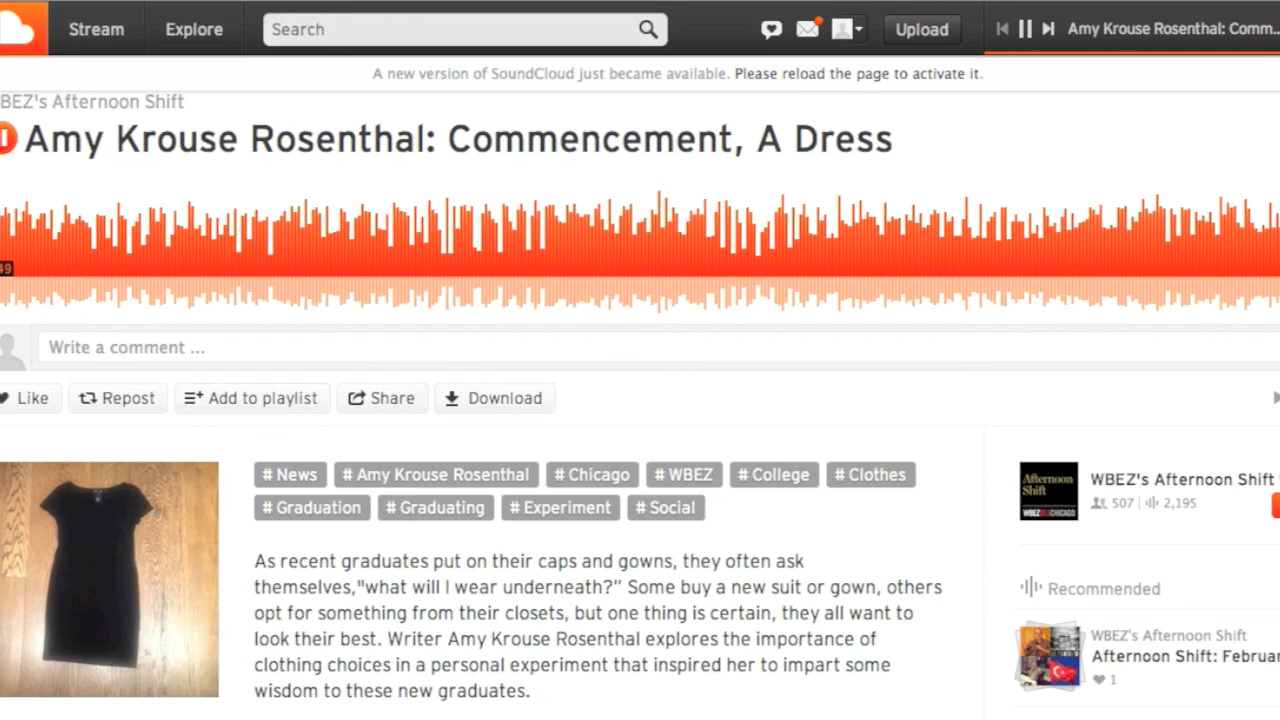 Stream Explore Search Upload Amy Krouse Rosenthal: Comm...
A new version of SoundCloud just became available. Please reload the page to activate it.
BEZ's Afternoon Shift
Amy Krouse Rosenthal: Commencement, A Dress
49
Write a comment ...
Like Repost Add to playlist Share Download
# News # Amy Krouse Rosenthal # Chicago # WBEZ # College # Clothes
# Graduation # Graduating # Experiment # Social
As recent graduates put on their caps and gowns, they often ask
themselves,"what will I wear underneath?” Some buy a new suit or gown, others
opt for something from their closets, but one thing is certain, they all want to
look their best. Writer Amy Krouse Rosenthal explores the importance of
clothing choices in a personal experiment that inspired her to impart some
wisdom to these new graduates.
Afternoon
Shift
WBEZ91.5CHICAGO
WBEZ's Afternoon Shift
507 2,195
Recommended
WBEZ's Afternoon Shift
Afternoon Shift: Februar
1